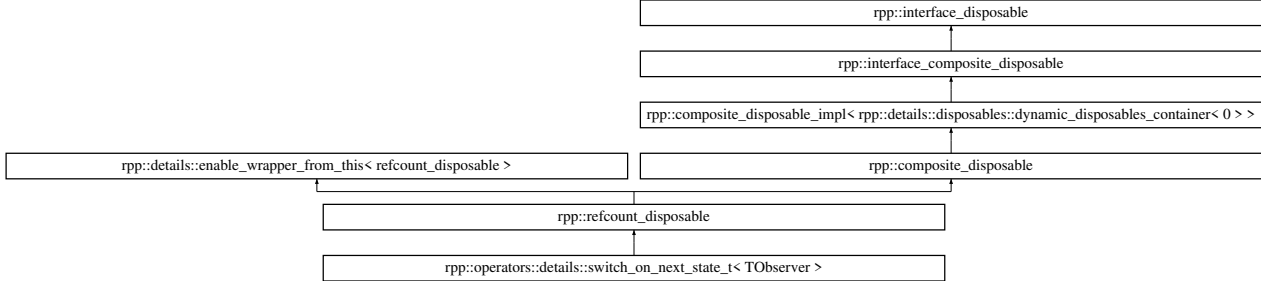 rpp::interface_disposable
rpp::interface_composite_disposable
rpp::composite_disposable_impl< rpp::details::disposables::dynamic_disposables_container< 0 > >
rpp::details::enable_wrapper_from_this< refcount_disposable >
rpp::composite_disposable
rpp::refcount_disposable
rpp::operators::details::switch_on_next_state_t< TObserver >